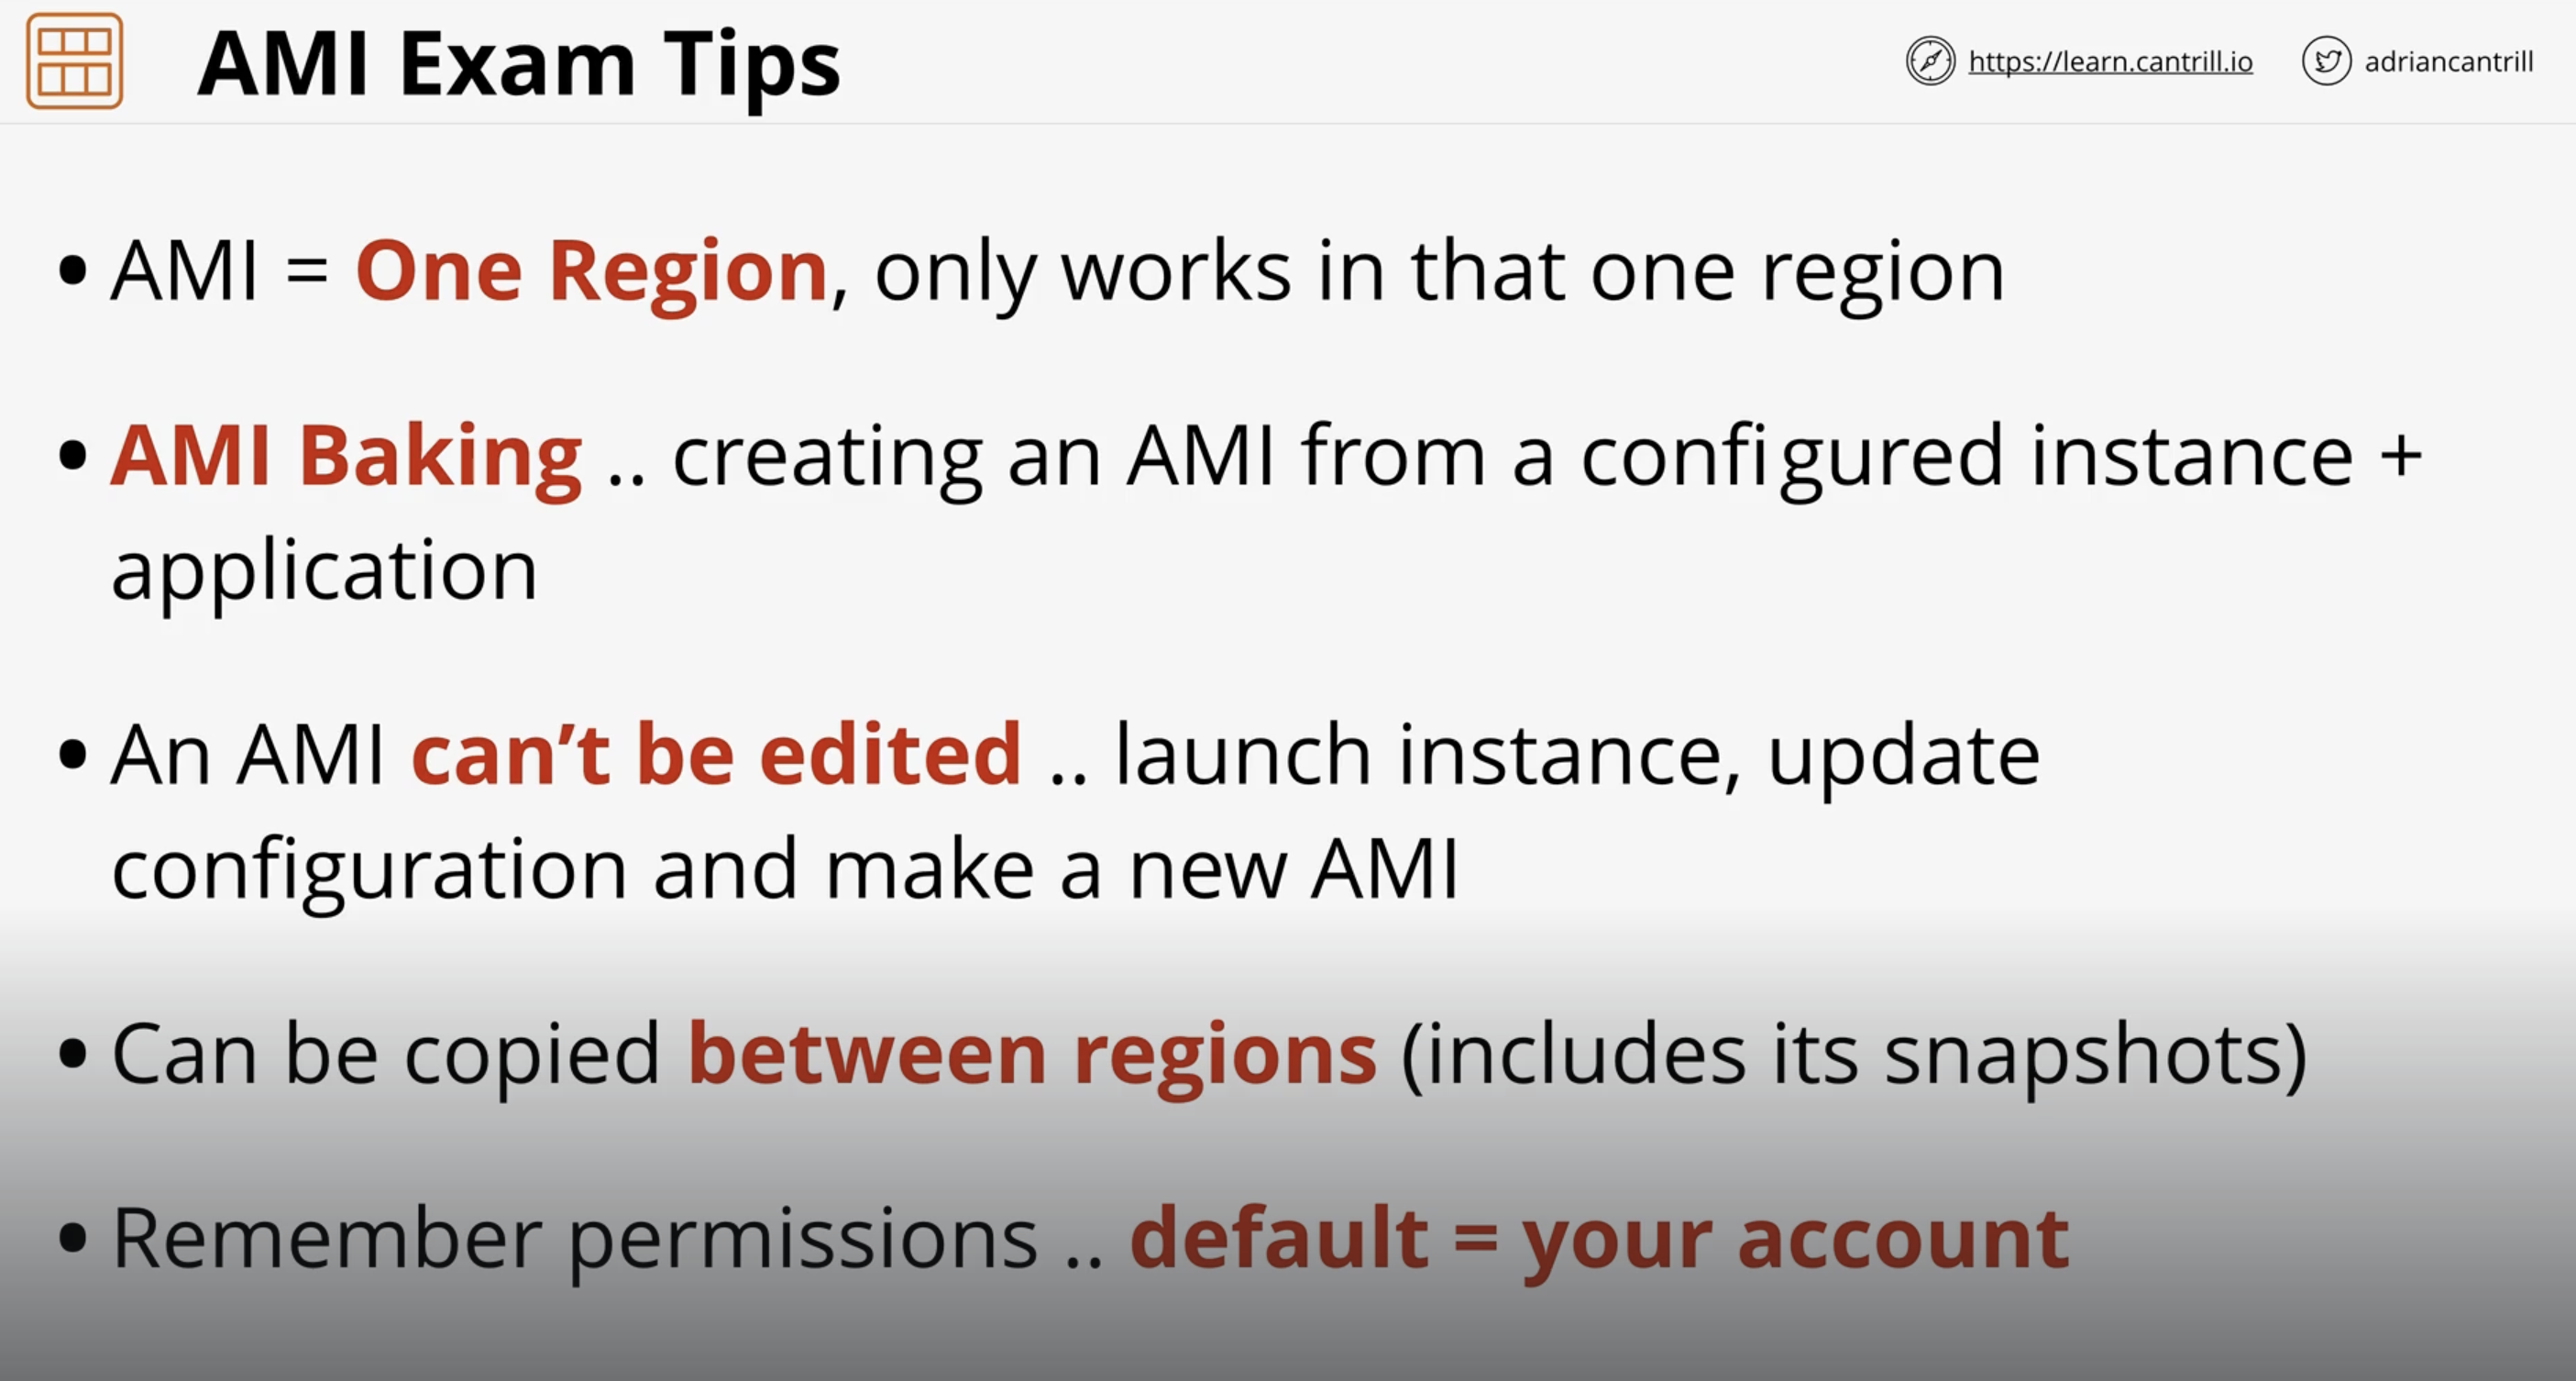 AMI Exam Tips
https://learn.cantrill.io
adriancantrill
• AMI = One Region, only works in that one region
• AMI Baking .. creating an AMI from a configured instance +
application
• An AMI can’t be edited .. launch instance, update
configuration and make a new AMI
• Can be copied between regions (includes its snapshots)
• Remember permissions .. default = your account